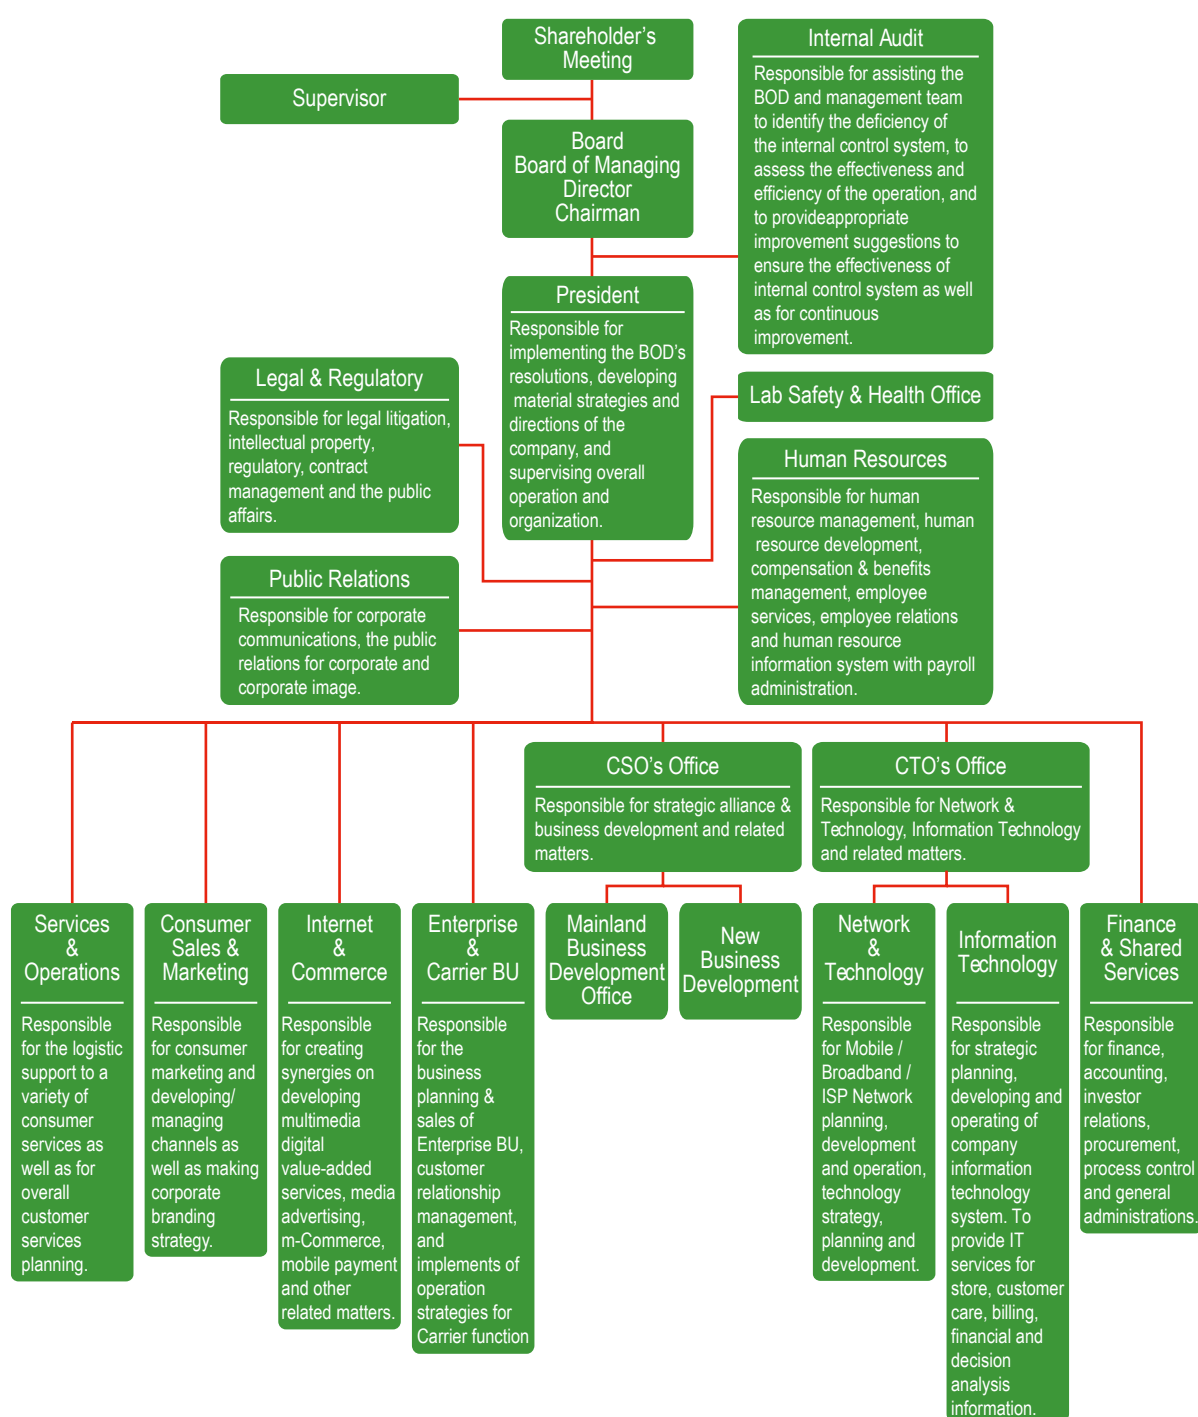 Shareholder's
Meeting
Supervisor
Board
Board of Managing
Director
Chairman
Internal Audit
Responsible for assisting the
BOD and management team
to identify the deficiency of
the internal control system, to
assess the effectiveness and
efficiency of the operation, and
to provideappropriate
improvement suggestions to
ensure the effectiveness of
internal control system as well
as for continuous
improvement.
President
Responsible for
implementing the BOD's
resolutions, developing
material strategies and
directions of the
company, and
supervising overall
operation and
organization.
Legal & Regulatory
Responsible for legal litigation,
intellectual property,
regulatory, contract
management and the public
affairs.
Lab Safety & Health Office
Human Resources
Responsible for human
resource management, human
resource development,
compensation & benefits
management, employee
services, employee relations
and human resource
information system with payroll
administration.
Public Relations
Responsible for corporate
communications, the public
relations for corporate and
corporate image.
CSO's Office
Responsible for strategic alliance &
business development and related
matters.
CTO's Office
Responsible for Network &
Technology, Information Technology
and related matters.
Services
&
Operations
Responsible
for the logistic
support to a
variety of
consumer
services as
well as for
overall
customer
services
planning.
Consumer
Sales &
Marketing
Responsible
for consumer
marketing and
developing/
managing
channels as
well as making
corporate
branding
strategy.
Internet
&
Commerce
Responsible
for creating
synergies on
developing
multimedia
digital
value-added
services, media
advertising,
m-Commerce,
mobile payment
and other
related matters.
Enterprise
&
Carrier BU
Responsible
for the
business
planning &
sales of
Enterprise BU,
customer
relationship
management,
and
implements of
operation
strategies for
Carrier function
Mainland
Business
Development
Office
New
Business
Development
Network
&
Technology
Responsible
for Mobile /
Broadband /
ISP Network
planning,
development
and operation,
technology
strategy,
planning and
development.
Information
Technology
Responsible
for strategic
planning,
developing and
operating of
company
information
technology
system. To
provide IT
services for
store, customer
care, billing,
financial and
decision
analysis
information.
Finance
& Shared
Services
Responsible
for finance,
accounting,
investor
relations,
procurement,
process control
and general
administrations.